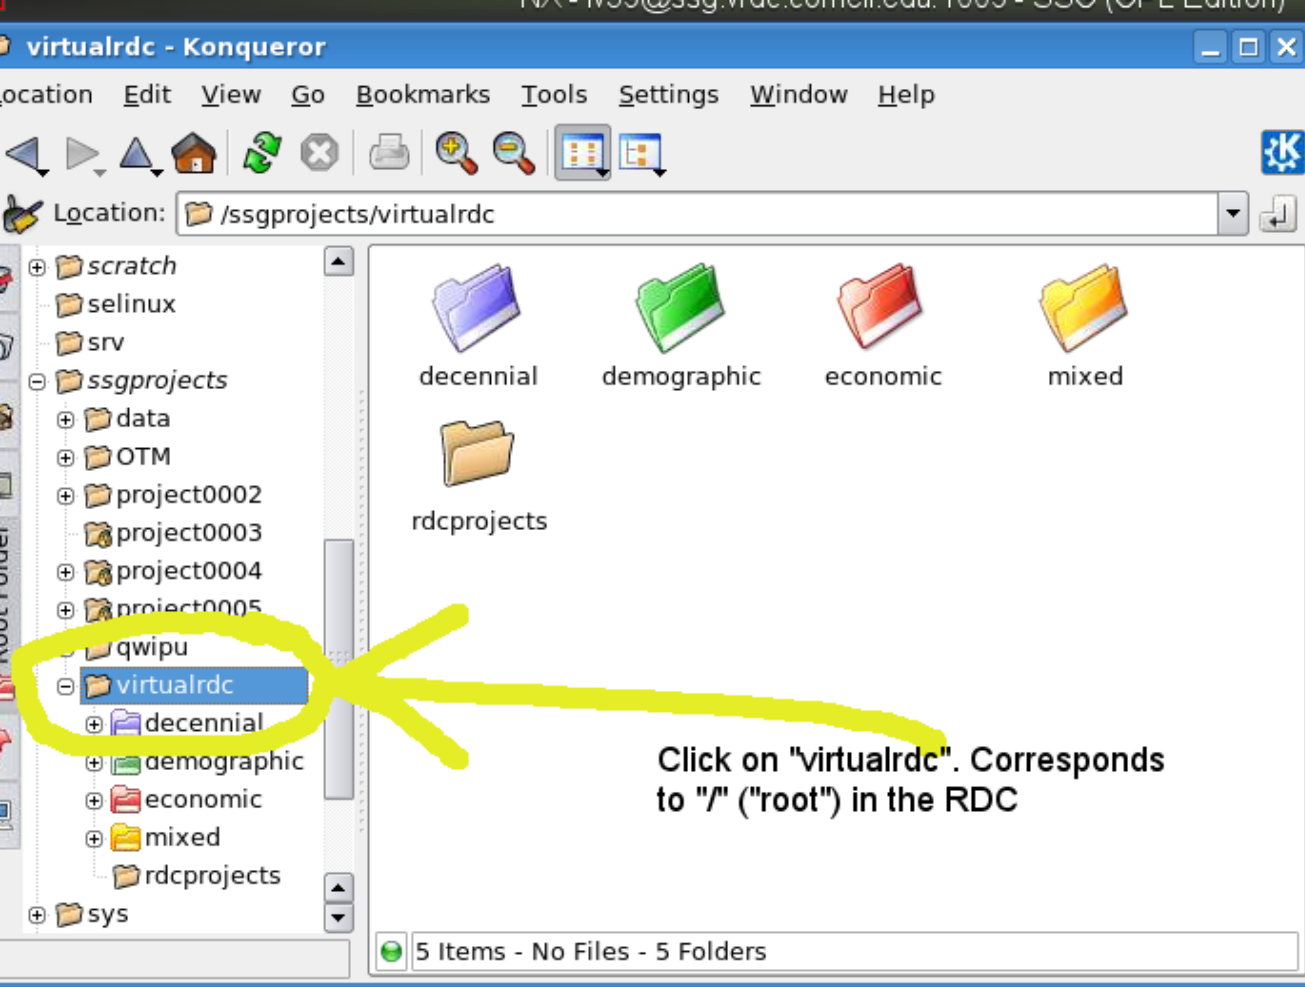 virtualrdc - Konqueror
Edit View Go Bookmarks Tools Settings Window Help
Location: /ssgprojects/virtualrdc
scratch
selinux
srv
ssgprojects
data
OTM
project0002
project0003
project0004
project0005
qwipu
virtualrdc
decennial
demographic
economic
mixed
rdcprojects
sys
decennial demographic economic mixed
rdcprojects
Click on "virtualrdc". Corresponds
to "/" ("root") in the RDC
5 Items - No Files - 5 Folders